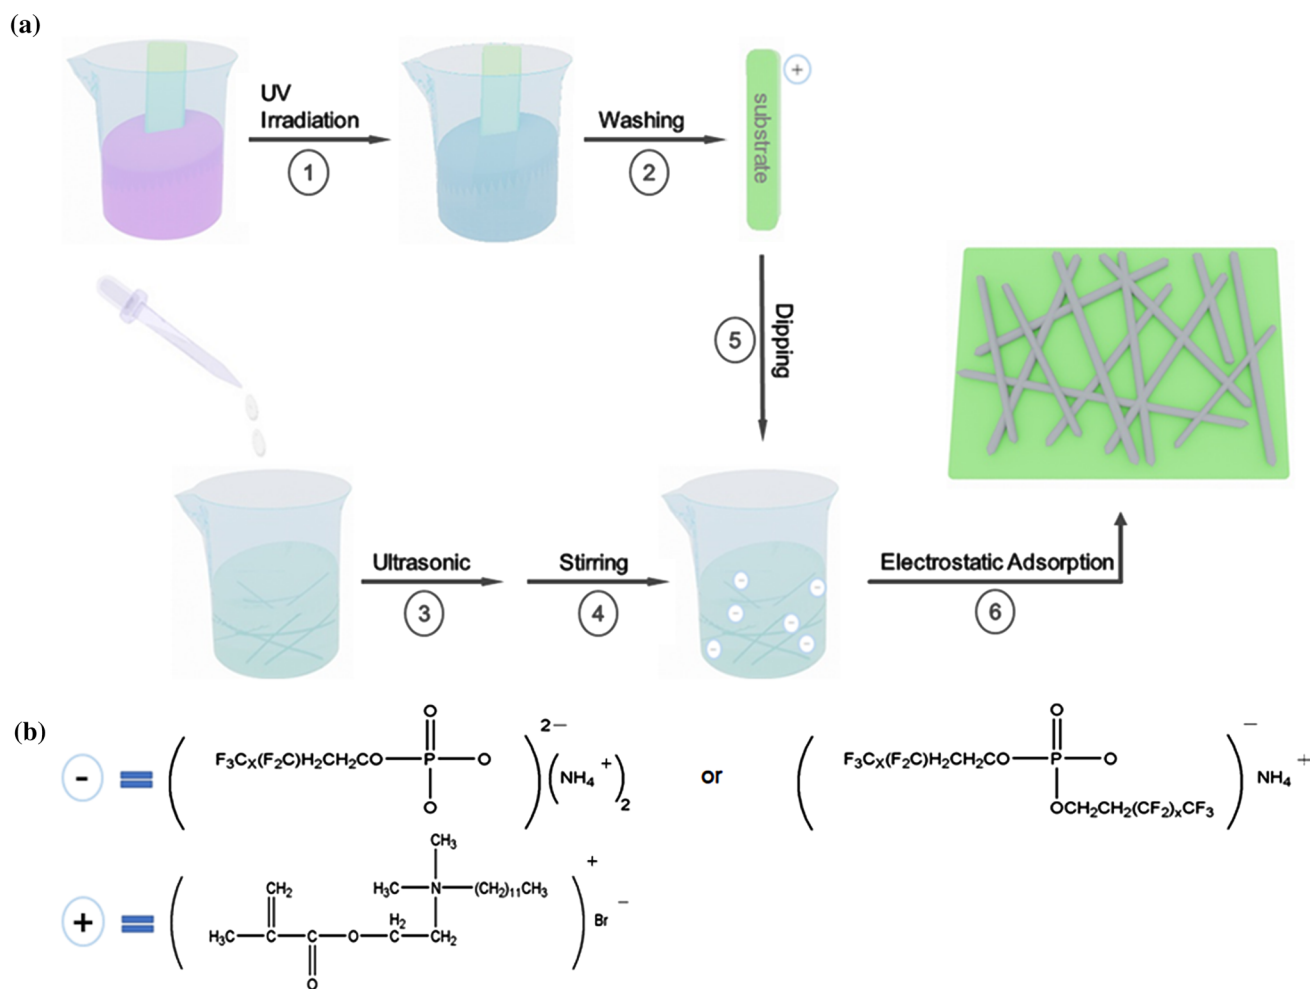 (a)
UV
Irradiation
1
Washing
2
substrate
+
5
Dipping
Ultrasonic
3
Stirring
4
Electrostatic Adsorption
6
(b)
- = ( F₃Cₓ(F₂C)H₂CH₂CO P O O O )²⁻ (NH₄⁺)₂ or ( F₃Cₓ(F₂C)H₂CH₂CO P O O OCH₂CH₂(CF₂)ₓCF₃ )⁻ NH₄⁺
+ = ( H₃C C CH₂ C O O H₂ CH₂ N CH₃ H₃C (CH₂)₁₁CH₃ )⁺ Br⁻